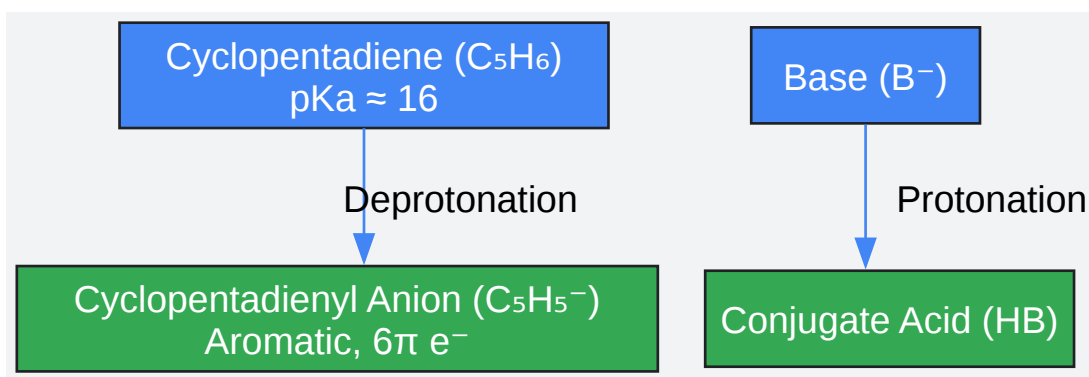 Cyclopentadiene (C₅H₆)
pKa ≈ 16
Base (B⁻)
Deprotonation
Protonation
Cyclopentadienyl Anion (C₅H₅⁻)
Aromatic, 6π e⁻
Conjugate Acid (HB)